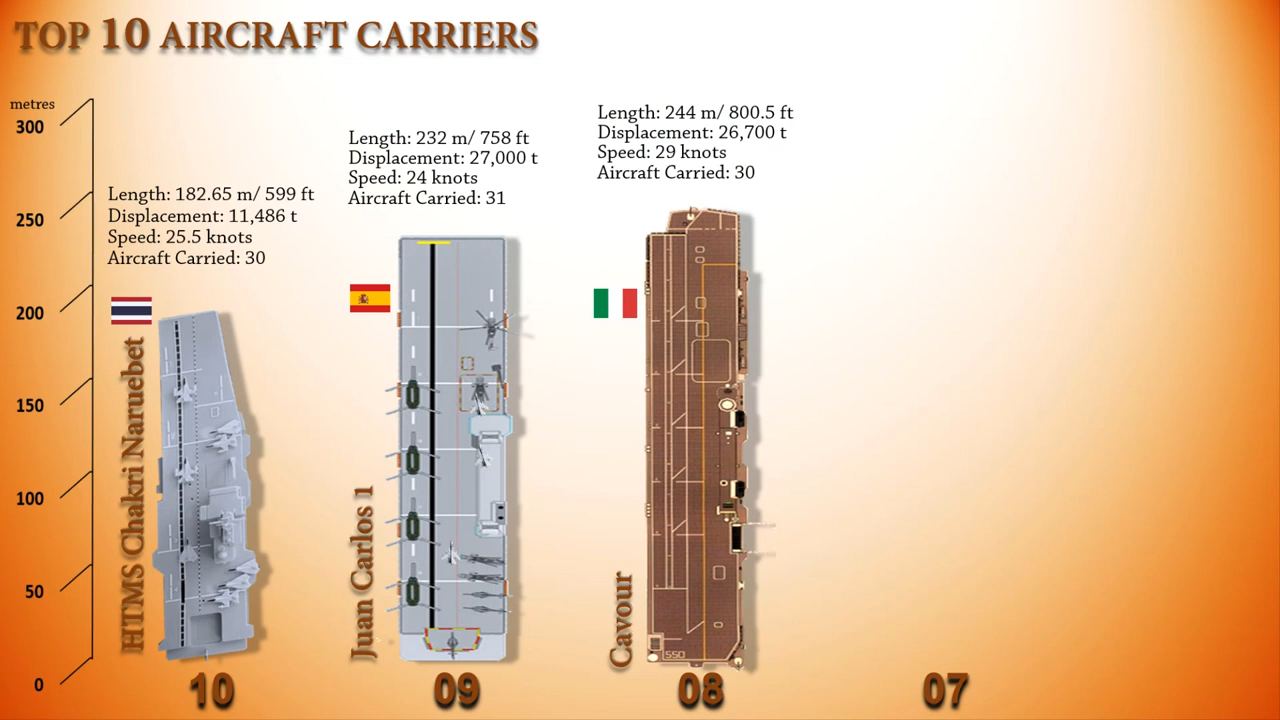 TOP 10 AIRCRAFT CARRIERS
metres
300
250
200
150
100
50
0
Length: 182.65 m/ 599 ft
Displacement: 11,486 t
Speed: 25.5 knots
Aircraft Carried: 30
HTMS Chakri Naruebet
10
Length: 232 m/ 758 ft
Displacement: 27,000 t
Speed: 24 knots
Aircraft Carried: 31
Juan Carlos 1
09
Length: 244 m/ 800.5 ft
Displacement: 26,700 t
Speed: 29 knots
Aircraft Carried: 30
Cavour
550
08
07